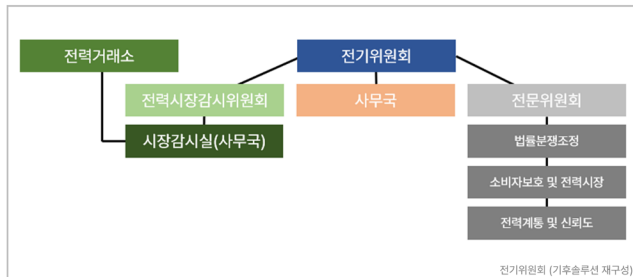 전력거래소
전기위원회
전력시장감시위원회
사무국
전문위원회
시장감시실(사무국)
법률분쟁조정
소비자보호 및 전력시장
전력계통 및 신뢰도
전기위원회 (기후솔루션 재구성)